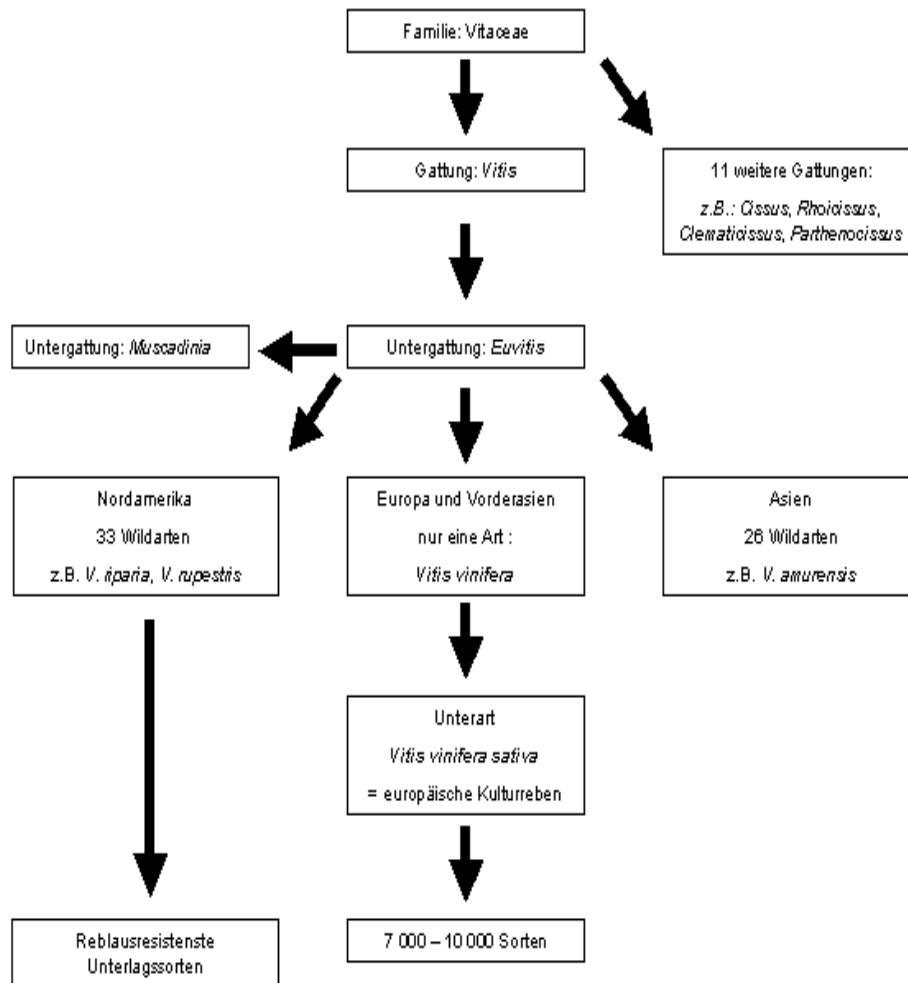 Familie: Vitaceae
Gattung: Vitis
11 weitere Gattungen:
z.B.: Cissus, Rhoicissus,
Clematicissus, Parthenocissus
Untergattung: Muscadinia
Untergattung: Euvitis
Nordamerika
33 Wildarten
z.B. V. riparia, V. rupestris
Europa und Vorderasien
nur eine Art :
Vitis vinifera
Asien
26 Wildarten
z.B. V. amurensis
Unterart
Vitis vinifera sativa
= europäische Kulturreben
Reblausresistenste
Unterlagssorten
7 000 – 10 000 Sorten